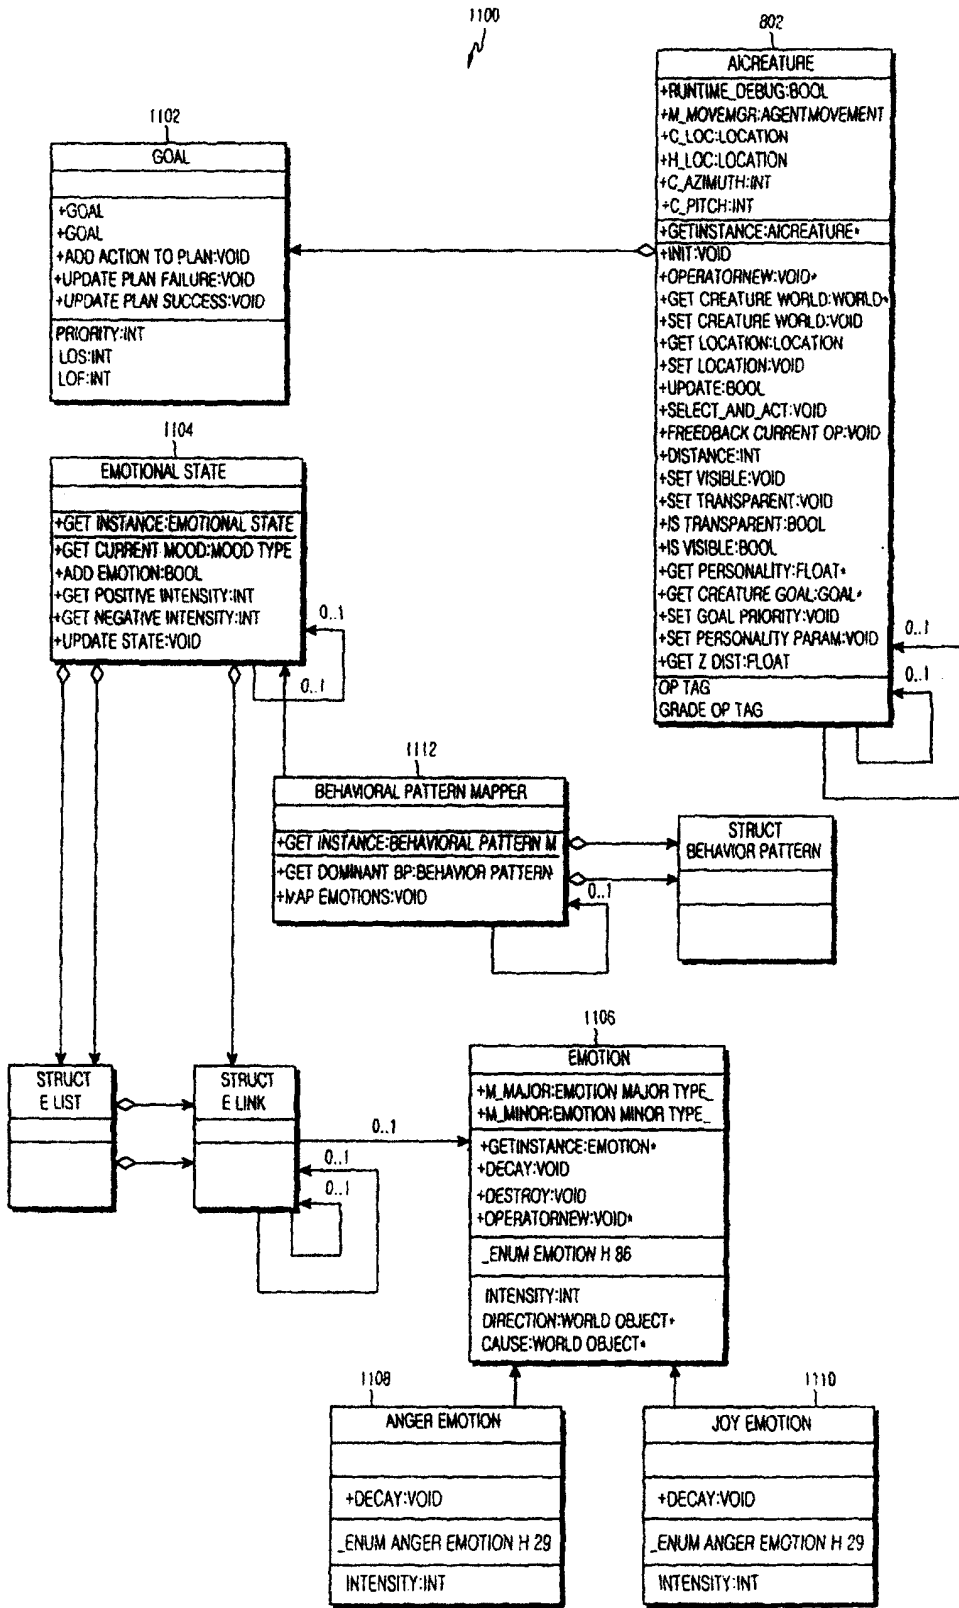 1100
802
AICREATURE
+RUNTIME_DEBUG:BOOL
+M_MOVEMGR:AGENTMOVEMENT
+C_LOC:LOCATION
+H_LOC:LOCATION
+C_AZIMUTH:INT
+C_PITCH:INT
+GETINSTANCE:AICREATURE*
+INIT:VOID
+OPERATORNEW:VOID*
+GET CREATURE WORLD:WORLD*
+SET CREATURE WORLD:VOID
+GET LOCATION:LOCATION
+SET LOCATION:VOID
+UPDATE:BOOL
+SELECT_AND_ACT:VOID
+FREEDBACK CURRENT OP:VOID
+DISTANCE:INT
+SET VISIBLE:VOID
+SET TRANSPARENT:VOID
+IS TRANSPARENT:BOOL
+IS VISIBLE:BOOL
+GET PERSONALITY:FLOAT*
+GET CREATURE GOAL:GOAL*
+SET GOAL PRIORITY:VOID
+SET PERSONALITY PARAM:VOID
+GET Z DIST:FLOAT
OP TAG
GRADE OP TAG
0..1
0..1
1102
GOAL
+GOAL
+GOAL
+ADD ACTION TO PLAN:VOID
+UPDATE PLAN FAILURE:VOID
+UPDATE PLAN SUCCESS:VOID
PRIORITY:INT
LOS:INT
LOF:INT
1104
EMOTIONAL STATE
+GET INSTANCE:EMOTIONAL STATE
+GET CURRENT MOOD:MOOD TYPE
+ADD EMOTION:BOOL
+GET POSITIVE INTENSITY:INT
+GET NEGATIVE INTENSITY:INT
+UPDATE STATE:VOID
0..1
0..1
1112
BEHAVIORAL PATTERN MAPPER
+GET INSTANCE:BEHAVIORAL PATTERN M
+GET DOMINANT BP:BEHAVIOR PATTERN
+MAP EMOTIONS:VOID
0..1
STRUCT
BEHAVIOR PATTERN
STRUCT
E LIST
STRUCT
E LINK
0..1
0..1
0..1
1106
EMOTION
+M_MAJOR:EMOTION MAJOR TYPE_
+M_MINOR:EMOTION MINOR TYPE_
+GETINSTANCE:EMOTION*
+DECAY:VOID
+DESTROY:VOID
+OPERATORNEW:VOID*
_ENUM EMOTION H 86
INTENSITY:INT
DIRECTION:WORLD OBJECT*
CAUSE:WORLD OBJECT*
1108
ANGER EMOTION
+DECAY:VOID
_ENUM ANGER EMOTION H 29
INTENSITY:INT
1110
JOY EMOTION
+DECAY:VOID
_ENUM ANGER EMOTION H 29
INTENSITY:INT